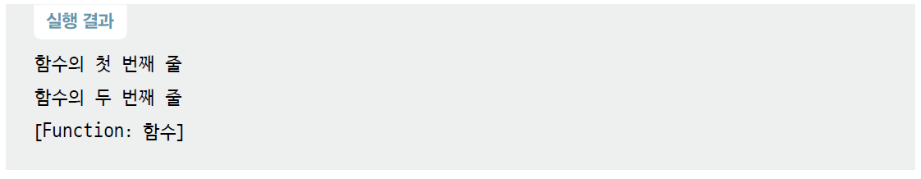 실행 결과
함수의 첫 번째 줄
함수의 두 번째 줄
[Function: 함수]